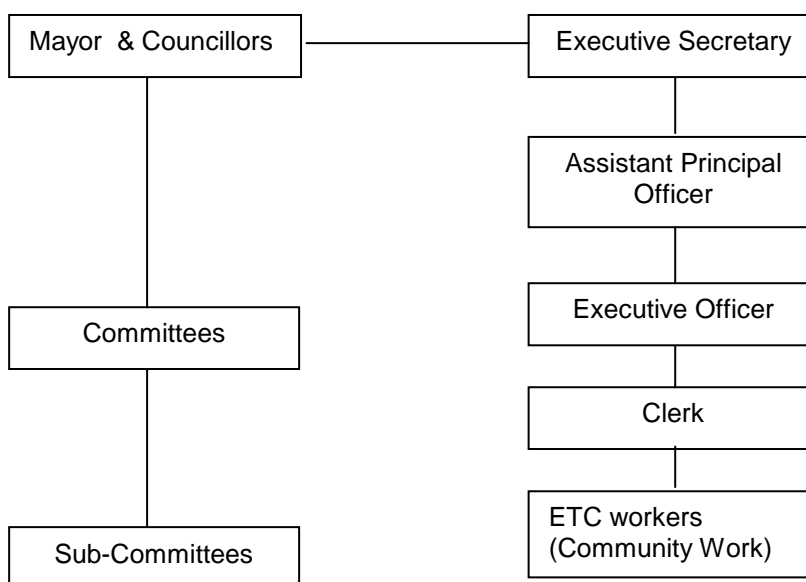 Mayor & Councillors
Executive Secretary
Assistant Principal
Officer
Executive Officer
Committees
Clerk
ETC workers
(Community Work)
Sub-Committees